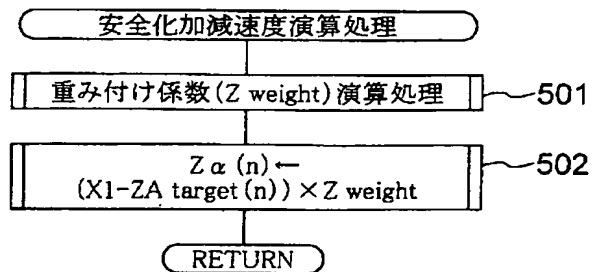 安全化加減速度演算処理
重み付け係数(Z weight)演算処理
501
Zα(n)←
(X1-ZA target(n))×Z weight
502
RETURN